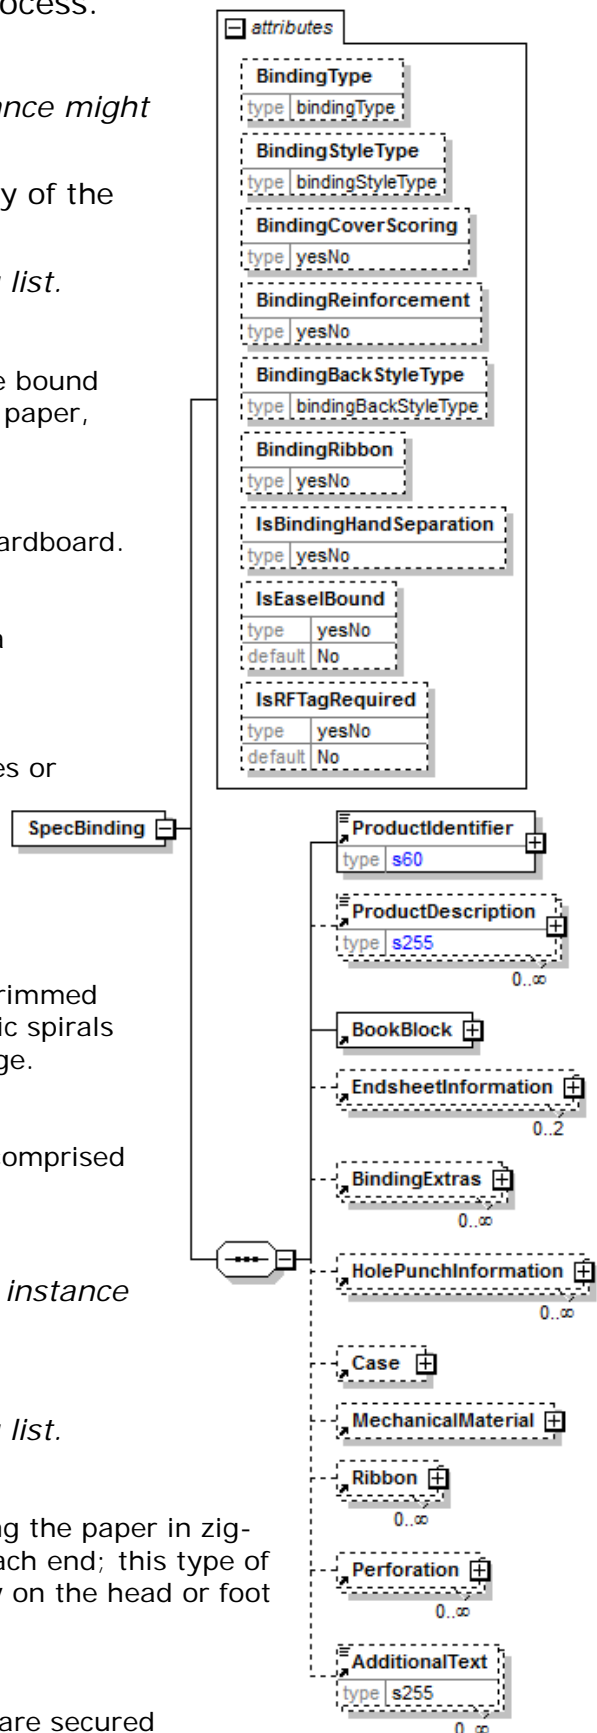 ocess.
attributes
BindingType
type bindingType
nce might
BindingStyleType
type bindingStyleType
y of the
BindingCoverScoring
type yesNo
list.
BindingReinforcement
type yesNo
e bound
paper,
BindingBackStyleType
type bindingBackStyleType
BindingRibbon
type yesNo
ardboard.
IsBindingHandSeparation
type yesNo
IsEaselBound
type yesNo
default No
IsRFTagRequired
type yesNo
default No
es or
SpecBinding
ProductIdentifier
type s60
ProductDescription
type s255
0..∞
rimmed
ic spirals
ge.
BookBlock
EndsheetInformation
0..2
comprised
BindingExtras
0..∞
HolePunchInformation
0..∞
instance
Case
MechanicalMaterial
list.
Ribbon
0..∞
ng the paper in zig-
ach end; this type of
y on the head or foot
Perforation
0..∞
AdditionalText
type s255
0..∞
are secured